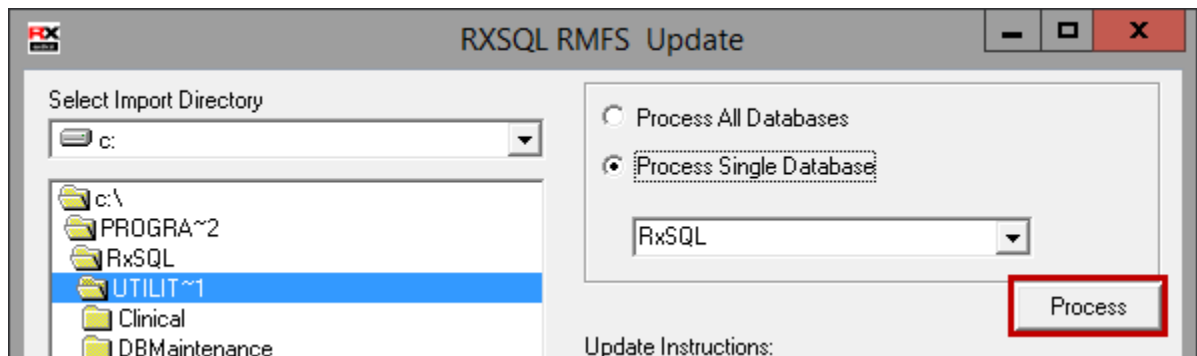 RX
RXSQL RMFS Update
Select Import Directory
c:
c:\
PROGRA~2
RxSQL
UTILIT~1
Clinical
DBMaintenance
Process All Databases
Process Single Database
RxSQL
Process
Update Instructions: